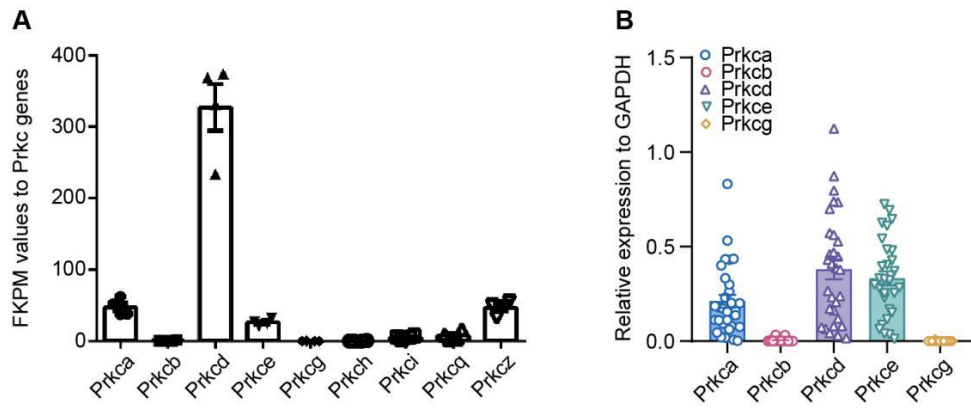 A
FKPM values to Prkc genes
400
300
200
100
0
Prkca
Prkcb
Prkcd
Prkce
Prkcg
Prkch
Prkci
Prkcq
Prkcz
B
Relative expression to GAPDH
1.5
1.0
0.5
0.0
Prkca
Prkcb
Prkcd
Prkce
Prkcg
Prkca
Prkcb
Prkcd
Prkce
Prkcg